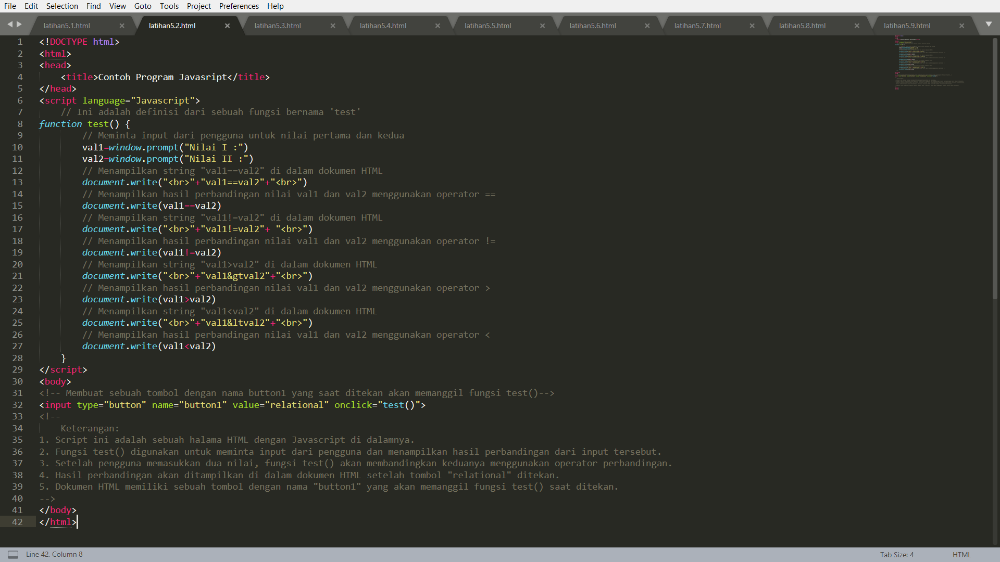 File Edit Selection Find View Goto Tools Project Preferences Help
latihan5.1.html latihan5.2.html latihan5.3.html latihan5.4.html latihan5.5.html latihan5.6.html latihan5.7.html latihan5.8.html latihan5.9.html
1 <!DOCTYPE html>
2 <html>
3 <head>
4     <title>Contoh Program Javasript</title>
5 </head>
6 <script language="Javascript">
7     // Ini adalah definisi dari sebuah fungsi bernama 'test'
8 function test() {
9         // Meminta input dari pengguna untuk nilai pertama dan kedua
10         val1=window.prompt("Nilai I :")
11         val2=window.prompt("Nilai II :")
12         // Menampilkan string "val1==val2" di dalam dokumen HTML
13         document.write("<br>"+"val1==val2"+"<br>")
14         // Menampilkan hasil perbandingan nilai val1 dan val2 menggunakan operator ==
15         document.write(val1==val2)
16         // Menampilkan string "val1!=val2" di dalam dokumen HTML
17         document.write("<br>"+"val1!=val2"+ "<br>")
18         // Menampilkan hasil perbandingan nilai val1 dan val2 menggunakan operator !=
19         document.write(val1!=val2)
20         // Menampilkan string "val1>val2" di dalam dokumen HTML
21         document.write("<br>"+"val1&gtval2"+"<br>")
22         // Menampilkan hasil perbandingan nilai val1 dan val2 menggunakan operator >
23         document.write(val1>val2)
24         // Menampilkan string "val1<val2" di dalam dokumen HTML
25         document.write("<br>"+"val1&ltval2"+"<br>")
26         // Menampilkan hasil perbandingan nilai val1 dan val2 menggunakan operator <
27         document.write(val1<val2)
28     }
29 </script>
30 <body>
31 <!-- Membuat sebuah tombol dengan nama button1 yang saat ditekan akan memanggil fungsi test()-->
32 <input type="button" name="button1" value="relational" onclick="test()">
33 <!--
34     Keterangan:
35 1. Script ini adalah sebuah halama HTML dengan Javascript di dalamnya.
36 2. Fungsi test() digunakan untuk meminta input dari pengguna dan menampilkan hasil perbandingan dari input tersebut.
37 3. Setelah pengguna memasukkan dua nilai, fungsi test() akan membandingkan keduanya menggunakan operator perbandingan.
38 4. Hasil perbandingan akan ditampilkan di dalam dokumen HTML setelah tombol "relational" ditekan.
39 5. Dokumen HTML memiliki sebuah tombol dengan nama "button1" yang akan memanggil fungsi test() saat ditekan.
40 -->
41 </body>
42 </html>
Line 42, Column 8 Tab Size: 4 HTML